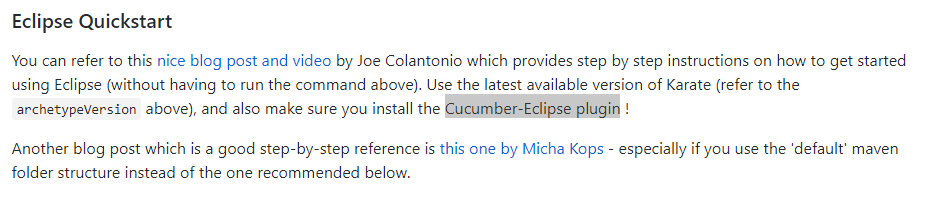 Eclipse Quickstart
You can refer to this nice blog post and video by Joe Colantonio which provides step by step instructions on how to get started
using Eclipse (without having to run the command above). Use the latest available version of Karate (refer to the
archetypeVersion above), and also make sure you install the Cucumber-Eclipse plugin !
Another blog post which is a good step-by-step reference is this one by Micha Kops - especially if you use the 'default' maven
folder structure instead of the one recommended below.